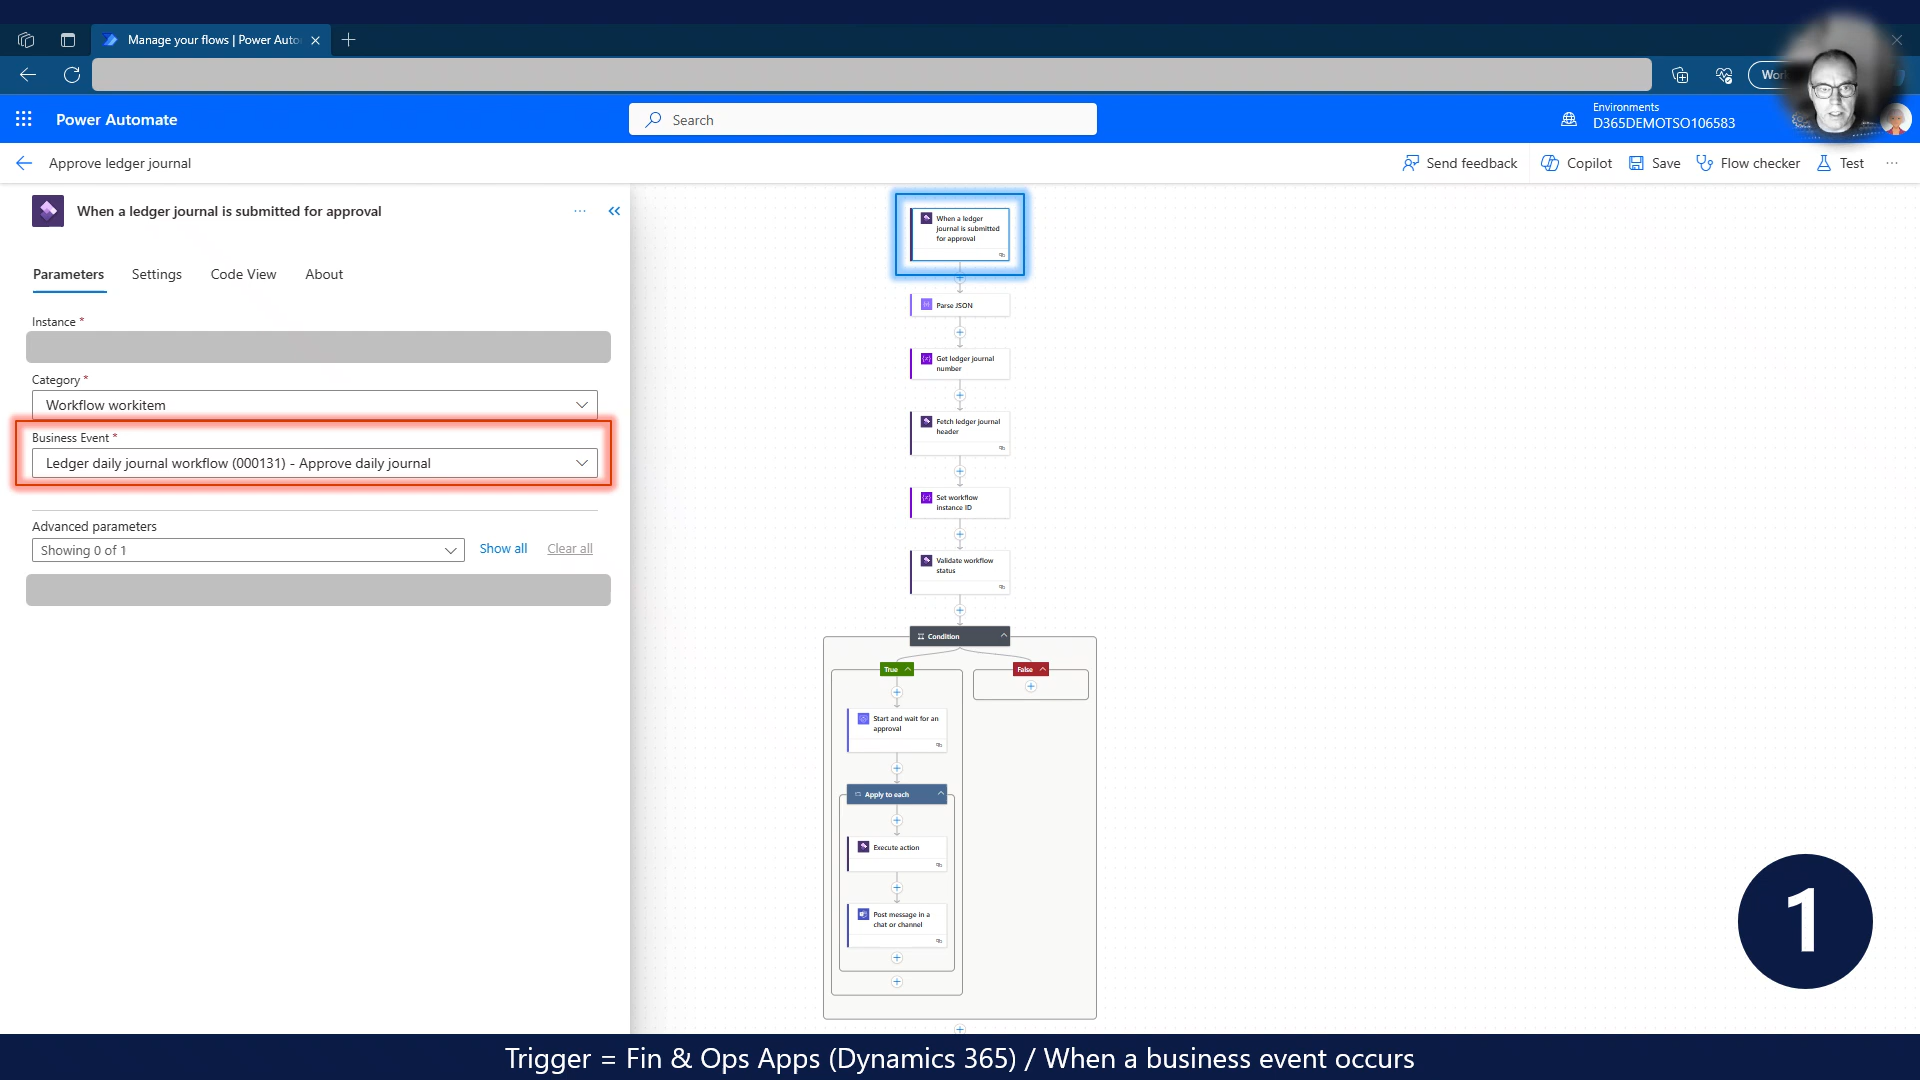 Manage your flows | Power Auto
Wor
Power Automate
Search
Environments
D365DEMOTSO106583
Approve ledger journal
Send feedback
Copilot
Save
Flow checker
Test
When a ledger journal is submitted for approval
Parameters
Settings
Code View
About
Instance *
Category *
Workflow workitem
Business Event *
Ledger daily journal workflow (000131) - Approve daily journal
Advanced parameters
Showing 0 of 1
Show all
Clear all
When a ledger
journal is submitted
for approval
Parse JSON
Get ledger journal
number
Fetch ledger journal
header
Set workflow
instance ID
Validate workflow
status
Condition
True
False
Start and wait for an
approval
Apply to each
Execute action
Post message in a
chat or channel
1
Trigger = Fin & Ops Apps (Dynamics 365) / When a business event occurs